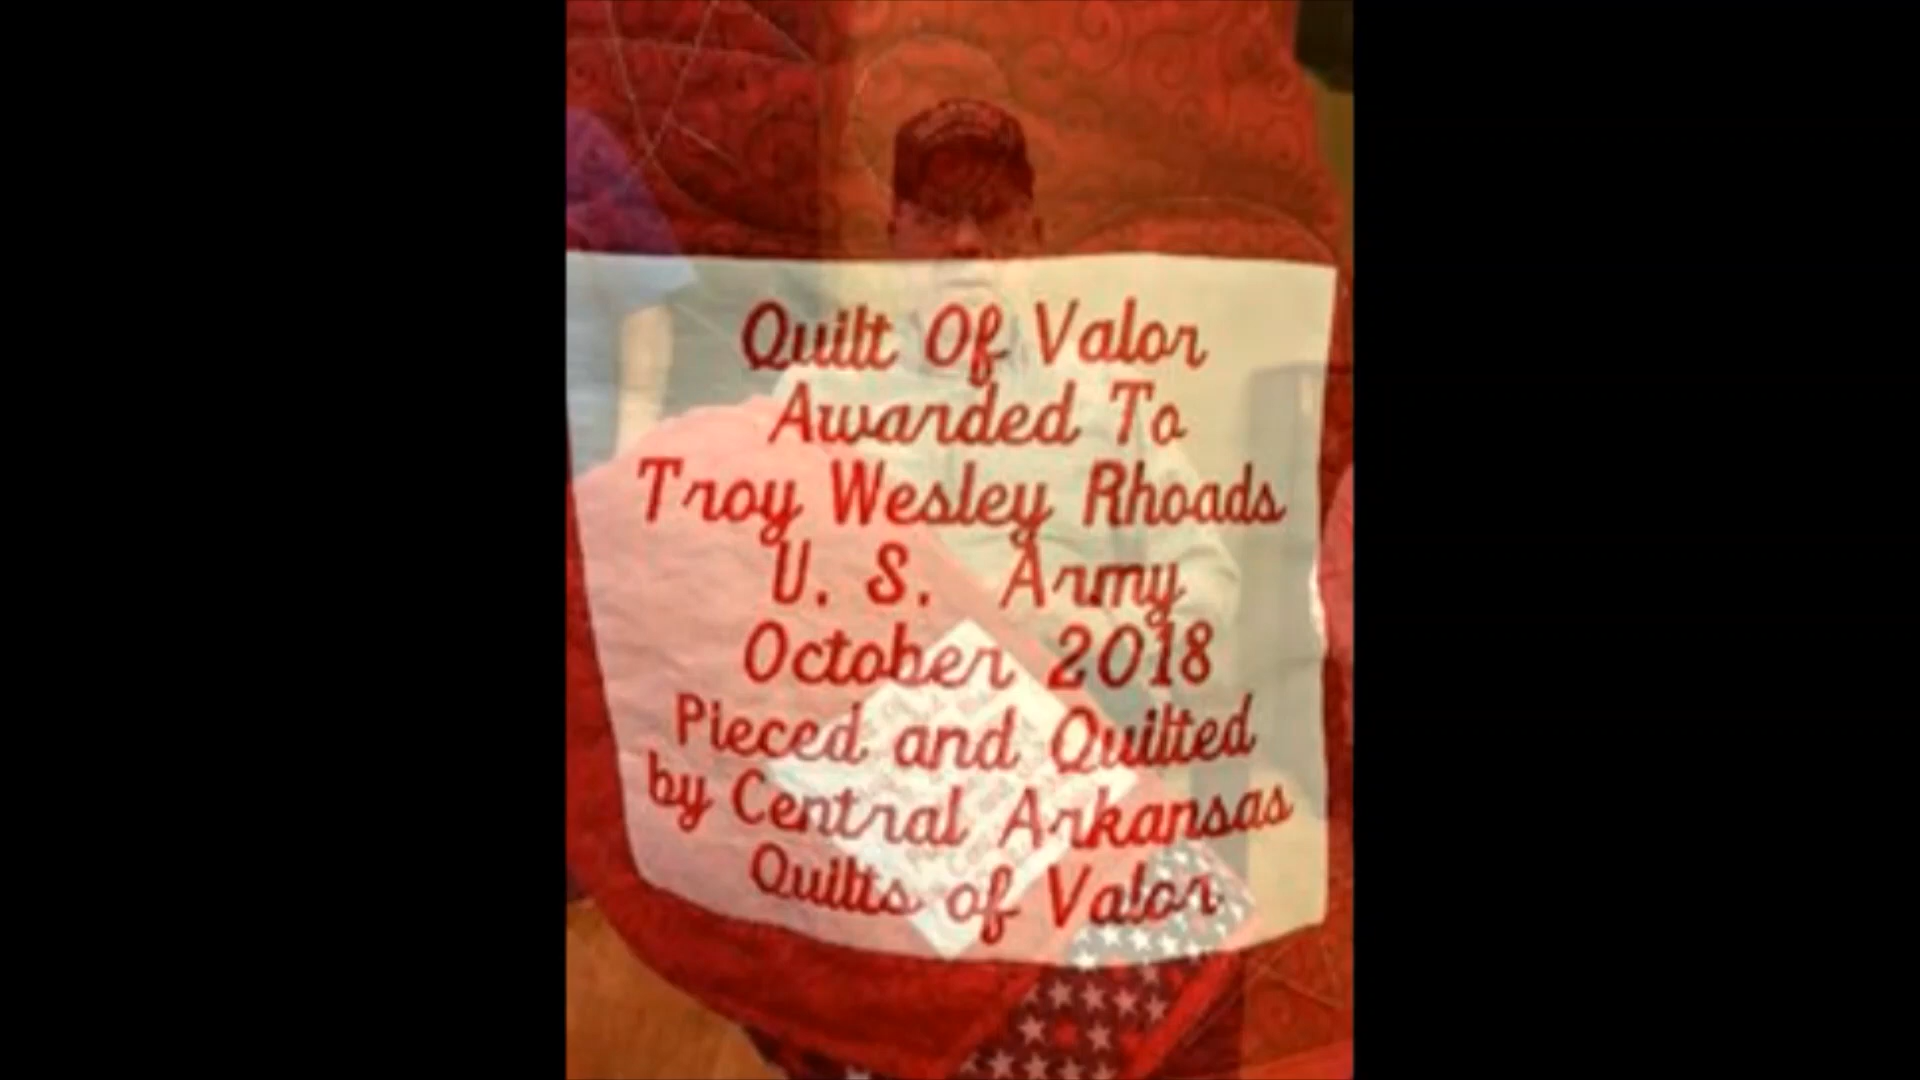 Quilt Of Valor
Awarded To
Troy Wesley Rhoads
U. S. Army
October 2018
Pieced and Quilted
by Central Arkansas
Quilts of Valor